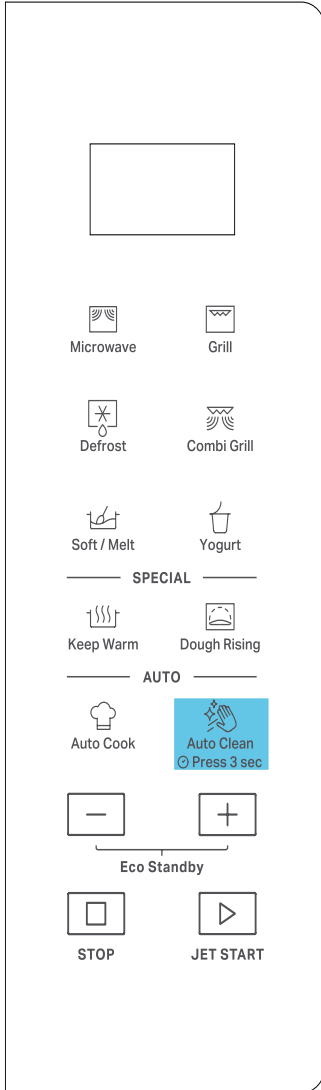 Microwave Grill
Defrost Combi Grill
Soft / Melt Yogurt
SPECIAL
Keep Warm Dough Rising
AUTO
Auto Cook Auto Clean
Press 3 sec
Eco Standby
STOP JET START